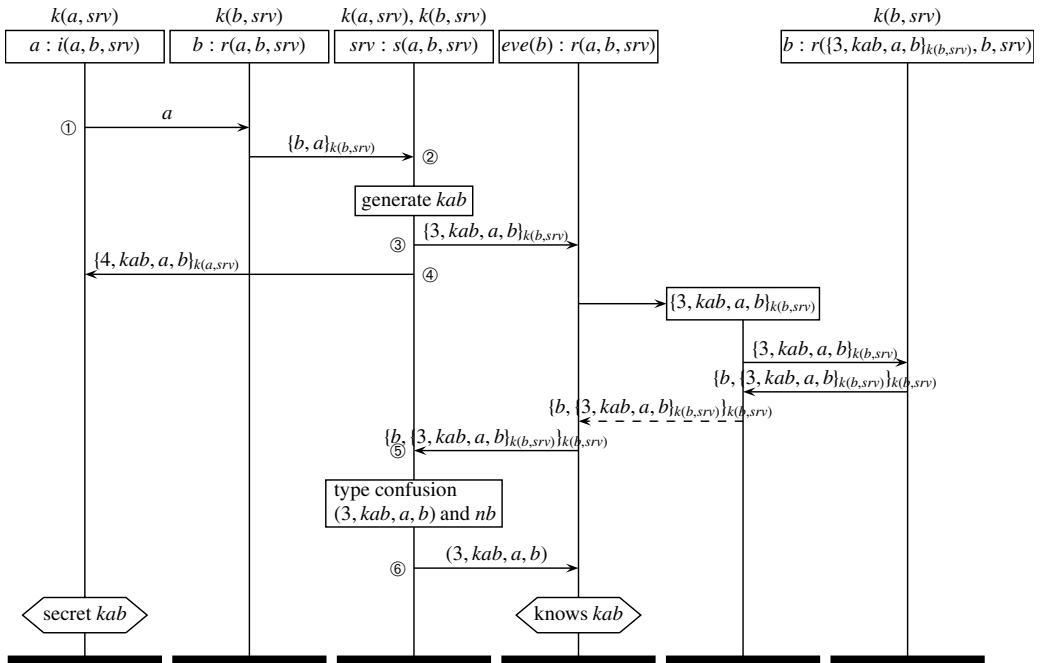 k(a, srv) k(b, srv) k(a, srv), k(b, srv) k(b, srv)
a : i(a, b, srv) b : r(a, b, srv) srv : s(a, b, srv) eve(b) : r(a, b, srv) b : r({3, kab, a, b}k(b,srv), b, srv)
① a
{b, a}k(b,srv) ②
generate kab
③ {3, kab, a, b}k(b,srv)
{4, kab, a, b}k(a,srv) ④
{3, kab, a, b}k(b,srv)
{3, kab, a, b}k(b,srv)
{b, {3, kab, a, b}k(b,srv)}k(b,srv)
{b, {3, kab, a, b}k(b,srv)}k(b,srv)
{b, {3, kab, a, b}k(b,srv)}k(b,srv)
⑤
type confusion
(3, kab, a, b) and nb
⑥ (3, kab, a, b)
secret kab knows kab